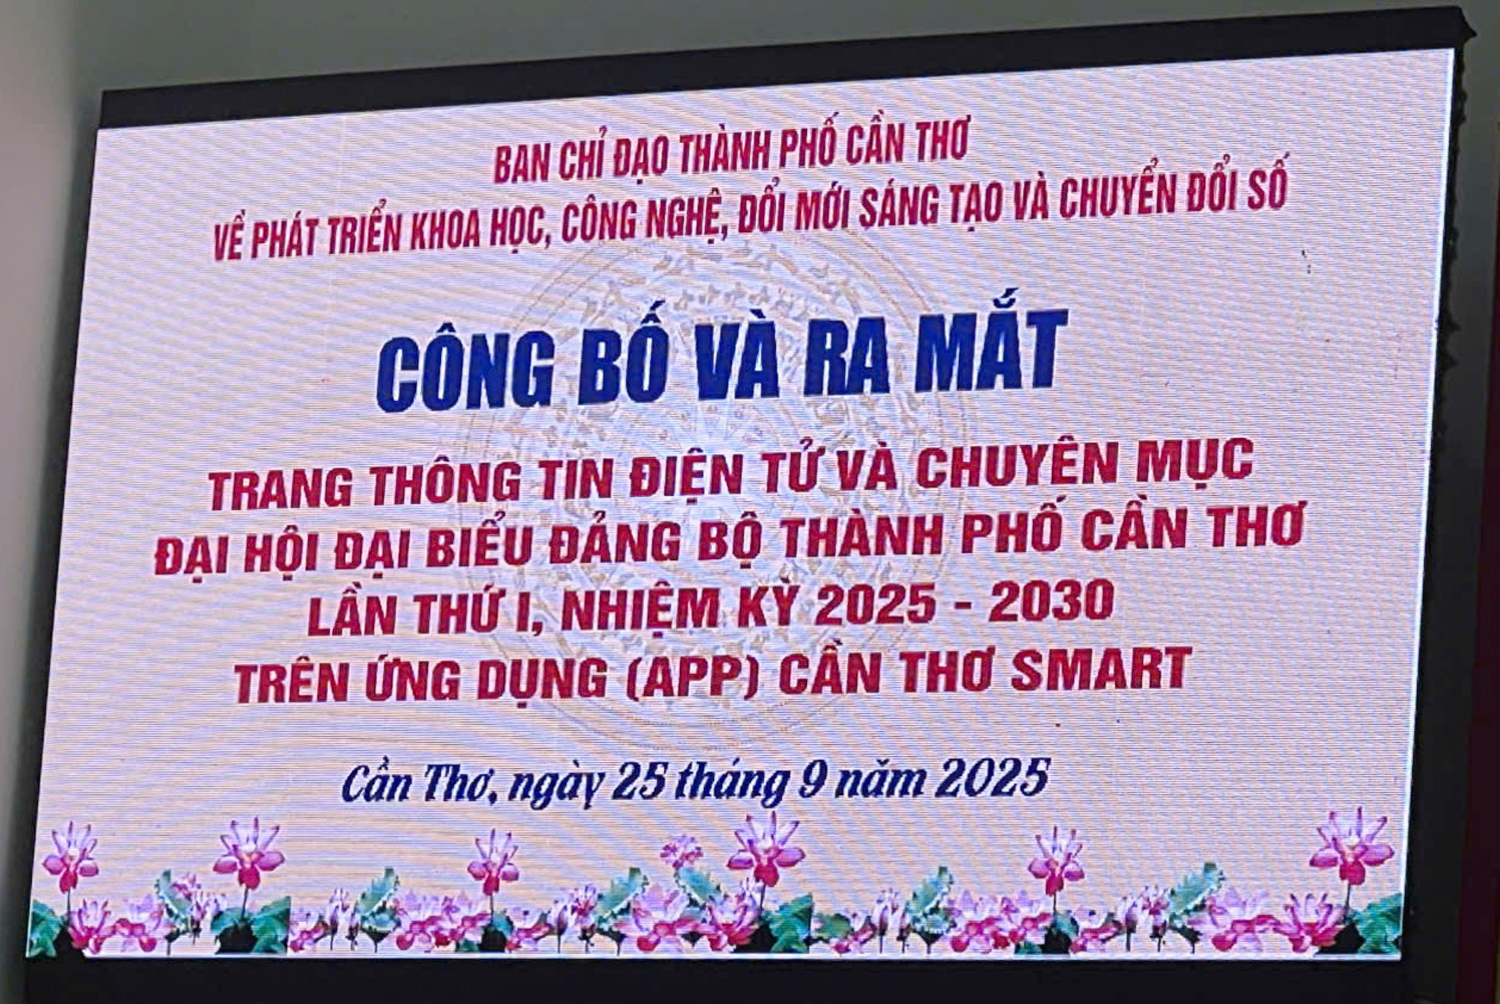 BAN CHỈ ĐẠO THÀNH PHỐ CẦN THƠ
VỀ PHÁT TRIỂN KHOA HỌC, CÔNG NGHỆ, ĐỔI MỚI SÁNG TẠO VÀ CHUYỂN ĐỔI SỐ
CÔNG BỐ VÀ RA MẮT
TRANG THÔNG TIN ĐIỆN TỬ VÀ CHUYÊN MỤC
ĐẠI HỘI ĐẠI BIỂU ĐẢNG BỘ THÀNH PHỐ CẦN THƠ
LẦN THỨ I, NHIỆM KỲ 2025 - 2030
TRÊN ỨNG DỤNG (APP) CẦN THƠ SMART
Cần Thơ, ngày 25 tháng 9 năm 2025